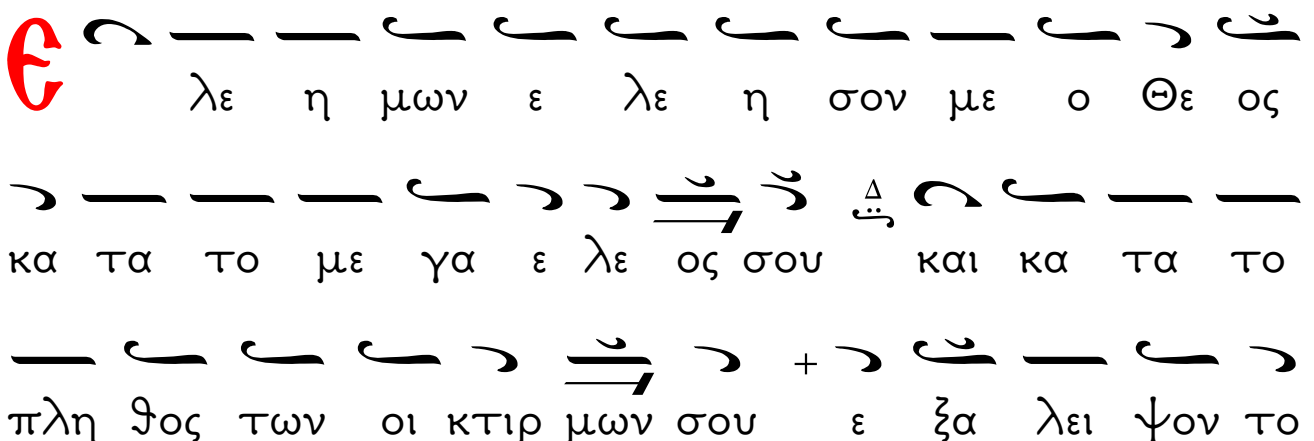 Ε λε η μων ε λε η σον με ο Θε ος
κα τα το με γα ε λε ος σου Δ και κα τα το
πλη θος των οι κτιρ μων σου + ε ξα λει ψον το